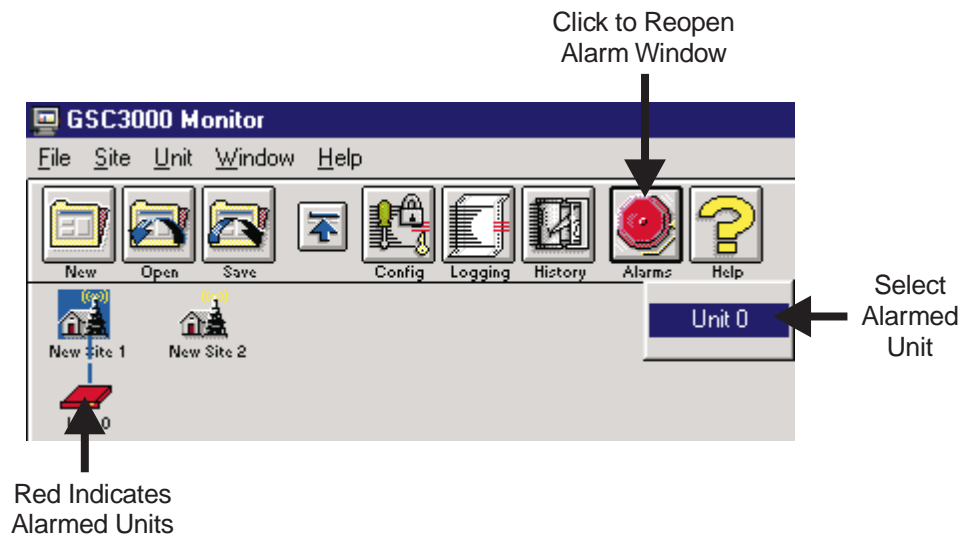 Click to Reopen
Alarm Window
GSC3000 Monitor
File Site Unit Window Help
New Open Save Config Logging History Alarms Help
Select
Alarmed
Unit
Unit 0
New Site 1 New Site 2
0
Red Indicates
Alarmed Units